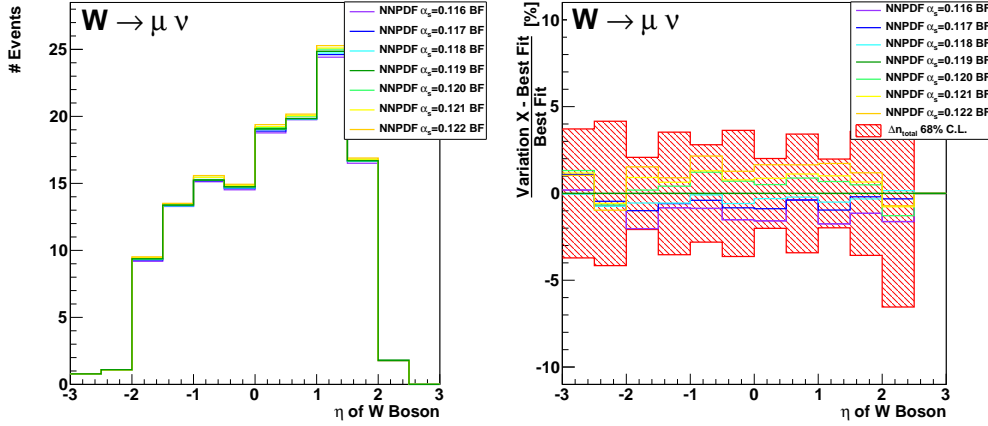 W → μ ν
# Events
25
20
15
10
5
0
-3
-2
-1
0
1
2
3
η of W Boson
NNPDF αs=0.116 BF
NNPDF αs=0.117 BF
NNPDF αs=0.118 BF
NNPDF αs=0.119 BF
NNPDF αs=0.120 BF
NNPDF αs=0.121 BF
NNPDF αs=0.122 BF
W → μ ν
Variation X - Best Fit [%]
Best Fit
10
5
0
-5
-10
-3
-2
-1
0
1
2
3
η of W Boson
NNPDF αs=0.116 BF
NNPDF αs=0.117 BF
NNPDF αs=0.118 BF
NNPDF αs=0.119 BF
NNPDF αs=0.120 BF
NNPDF αs=0.121 BF
NNPDF αs=0.122 BF
Δntotal 68% C.L.